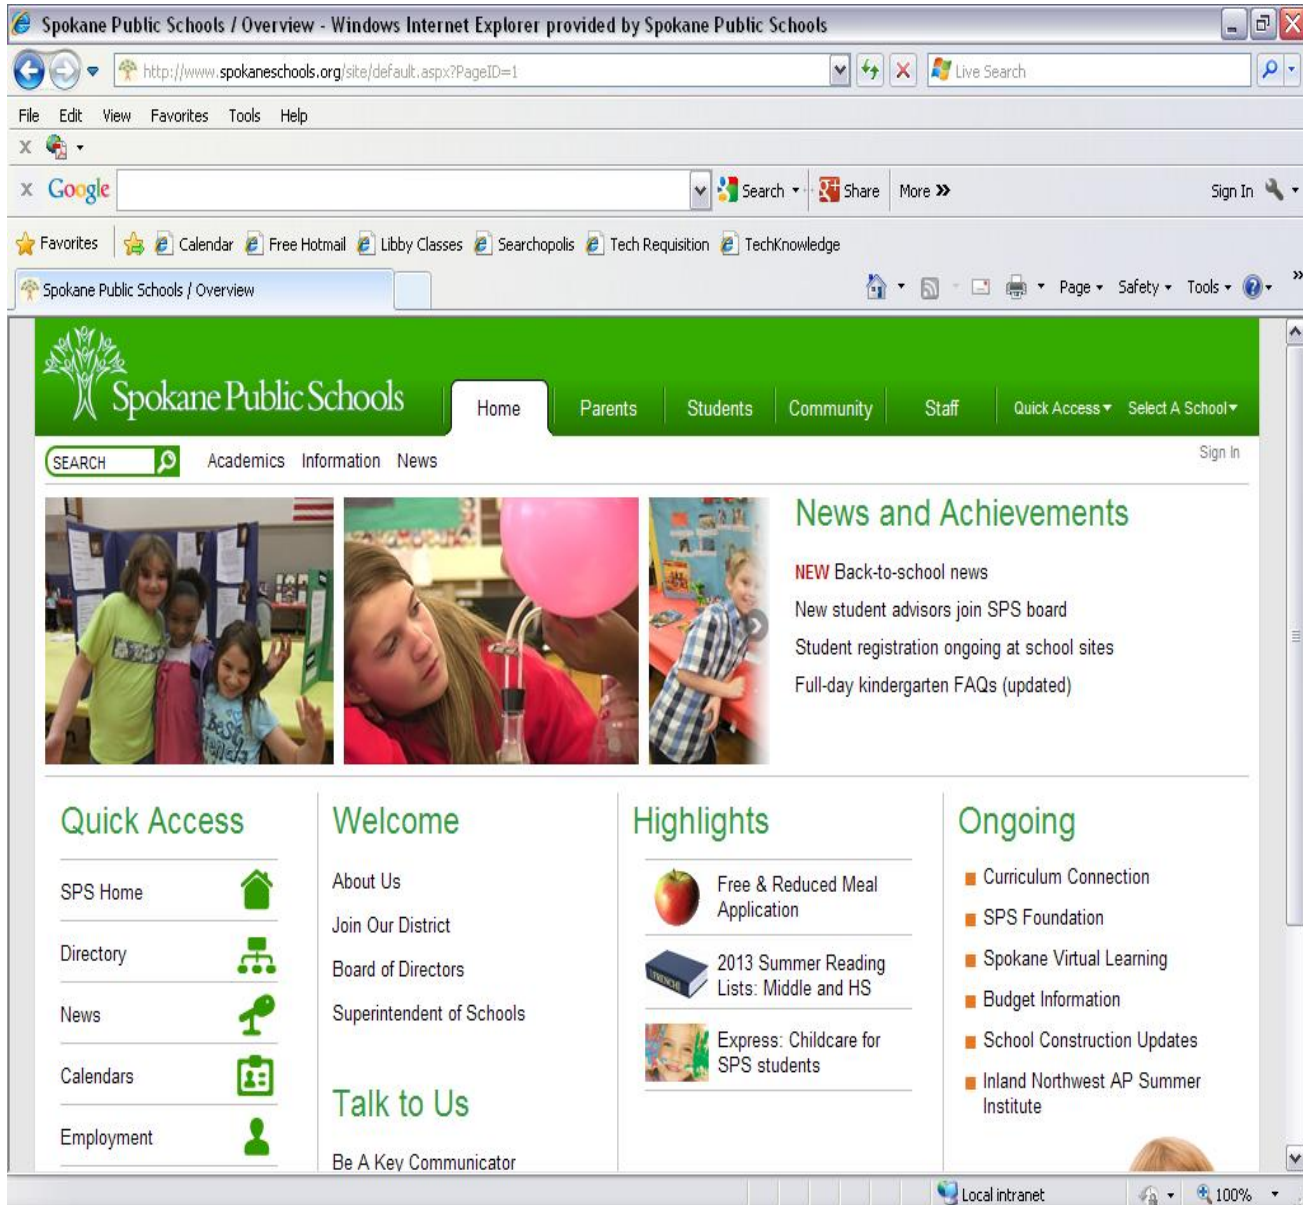 Spokane Public Schools / Overview - Windows Internet Explorer provided by Spokane Public Schools
http://www.spokaneschools.org/site/default.aspx?PageID=1
Live Search
File Edit View Favorites Tools Help
x
x Google Search Share More » Sign In
Favorites Calendar Free Hotmail Libby Classes Searchopolis Tech Requisition TechKnowledge
Spokane Public Schools / Overview Page Safety Tools »
Spokane Public Schools
Home Parents Students Community Staff Quick Access Select A School
SEARCH Academics Information News Sign In
News and Achievements
NEW Back-to-school news
New student advisors join SPS board
Student registration ongoing at school sites
Full-day kindergarten FAQs (updated)
Best
Friends
Quick Access
SPS Home
Directory
News
Calendars
Employment
Welcome
About Us
Join Our District
Board of Directors
Superintendent of Schools
Talk to Us
Be A Key Communicator
Highlights
Free & Reduced Meal
Application
2013 Summer Reading
Lists: Middle and HS
Express: Childcare for
SPS students
Ongoing
Curriculum Connection
SPS Foundation
Spokane Virtual Learning
Budget Information
School Construction Updates
Inland Northwest AP Summer
Institute
Local intranet 100%